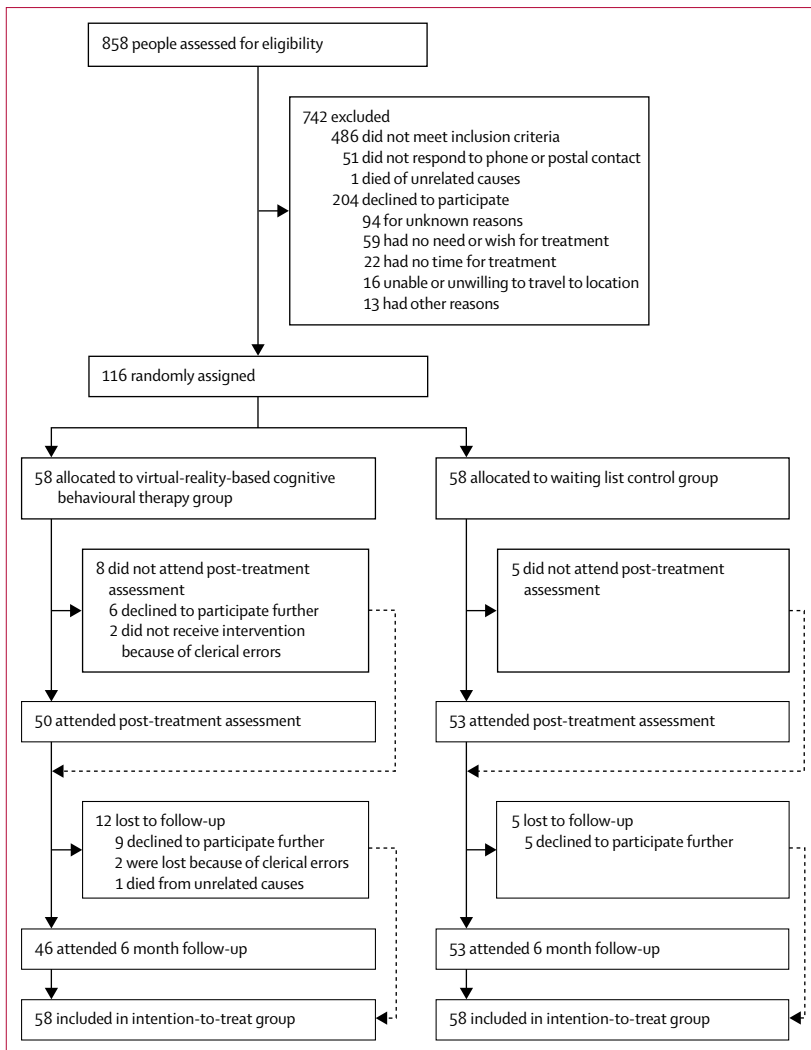 858 people assessed for eligibility
742 excluded
486 did not meet inclusion criteria
51 did not respond to phone or postal contact
1 died of unrelated causes
204 declined to participate
94 for unknown reasons
59 had no need or wish for treatment
22 had no time for treatment
16 unable or unwilling to travel to location
13 had other reasons
116 randomly assigned
58 allocated to virtual-reality-based cognitive
behavioural therapy group
58 allocated to waiting list control group
8 did not attend post-treatment
assessment
6 declined to participate further
2 did not receive intervention
because of clerical errors
5 did not attend post-treatment
assessment
50 attended post-treatment assessment
53 attended post-treatment assessment
12 lost to follow-up
9 declined to participate further
2 were lost because of clerical errors
1 died from unrelated causes
5 lost to follow-up
5 declined to participate further
46 attended 6 month follow-up
53 attended 6 month follow-up
58 included in intention-to-treat group
58 included in intention-to-treat group